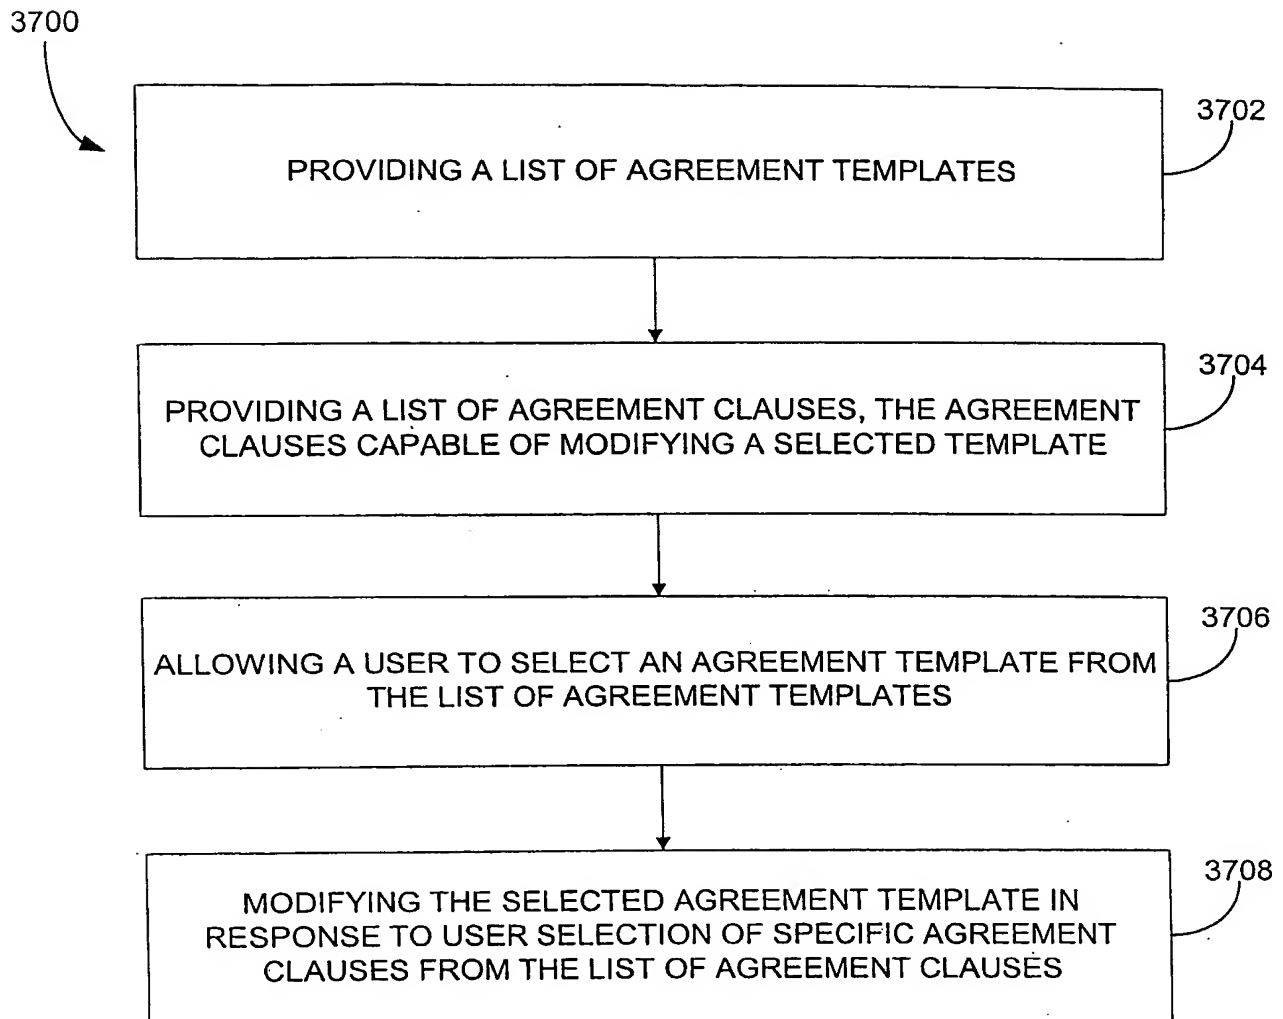 3700
3702
PROVIDING A LIST OF AGREEMENT TEMPLATES
3704
PROVIDING A LIST OF AGREEMENT CLAUSES, THE AGREEMENT
CLAUSES CAPABLE OF MODIFYING A SELECTED TEMPLATE
3706
ALLOWING A USER TO SELECT AN AGREEMENT TEMPLATE FROM
THE LIST OF AGREEMENT TEMPLATES
3708
MODIFYING THE SELECTED AGREEMENT TEMPLATE IN
RESPONSE TO USER SELECTION OF SPECIFIC AGREEMENT
CLAUSES FROM THE LIST OF AGREEMENT CLAUSES